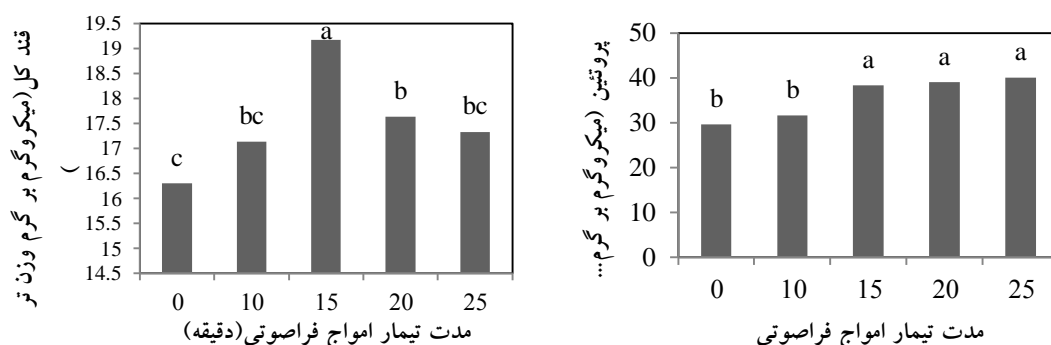 قند کل(میکروگرم بر گرم وزن تر
)
19.5
19
18.5
18
17.5
17
16.5
16
15.5
15
14.5
c
bc
a
b
bc
0 10 15 20 25
مدت تیمار امواج فراصوتی(دقیقه)
پروتئین (میکروگرم بر گرم...
50
40
30
20
10
0
b
b
a
a
a
0 10 15 20 25
مدت تیمار امواج فراصوتی